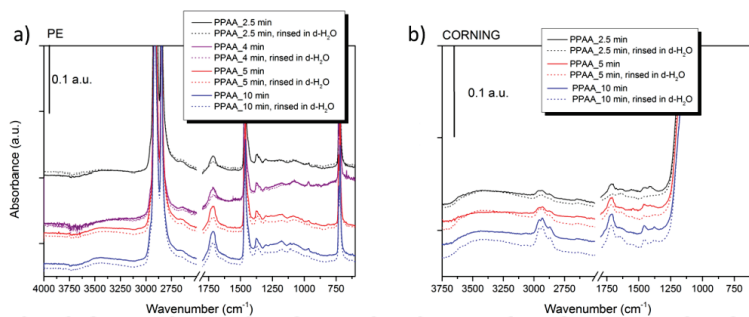 a)
PE
PPAA_2.5 min
PPAA_2.5 min, rinsed in d-H₂O
PPAA_4 min
PPAA_4 min, rinsed in d-H₂O
PPAA_5 min
PPAA_5 min, rinsed in d-H₂O
PPAA_10 min
PPAA_10 min, rinsed in d-H₂O
0.1 a.u.
Absorbance (a.u.)
4000 3750 3000 2750 1750 1500 1250 1000 750
Wavenumber (cm⁻¹)
b)
CORNING
PPAA_2.5 min
PPAA_2.5 min, rinsed in d-H₂O
PPAA_5 min
PPAA_5 min, rinsed in d-H₂O
PPAA_10 min
PPAA_10 min, rinsed in d-H₂O
0.1 a.u.
3750 3500 3250 3000 2750 1750 1500 1250 1000 750
Wavenumber (cm⁻¹)